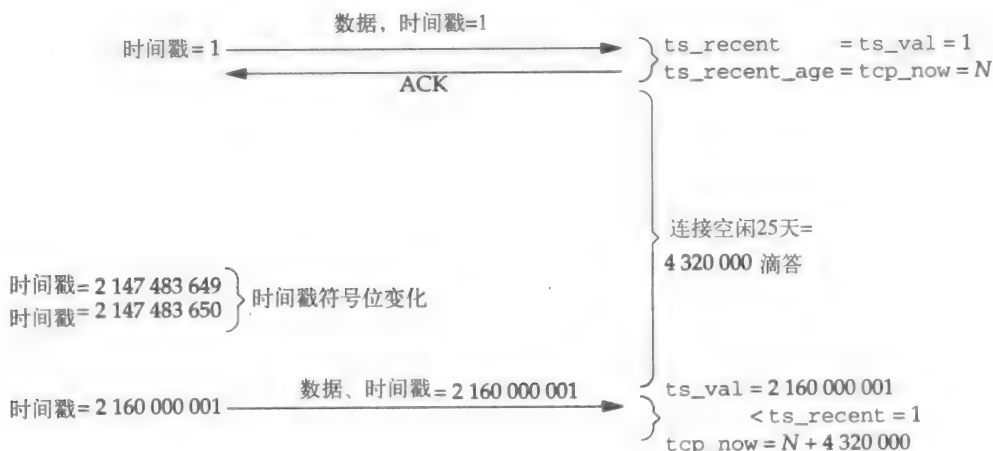 数据，时间戳=1
时间戳 = 1
ts_recent = ts_val = 1
ts_recent_age = tcp_now = N
ACK
连接空闲25天=
4 320 000 滴答
时间戳 = 2 147 483 649
时间戳 = 2 147 483 650
时间戳符号位变化
数据、时间戳 = 2 160 000 001
时间戳 = 2 160 000 001
ts_val = 2 160 000 001
< ts_recent = 1
tcp_now = N + 4 320 000